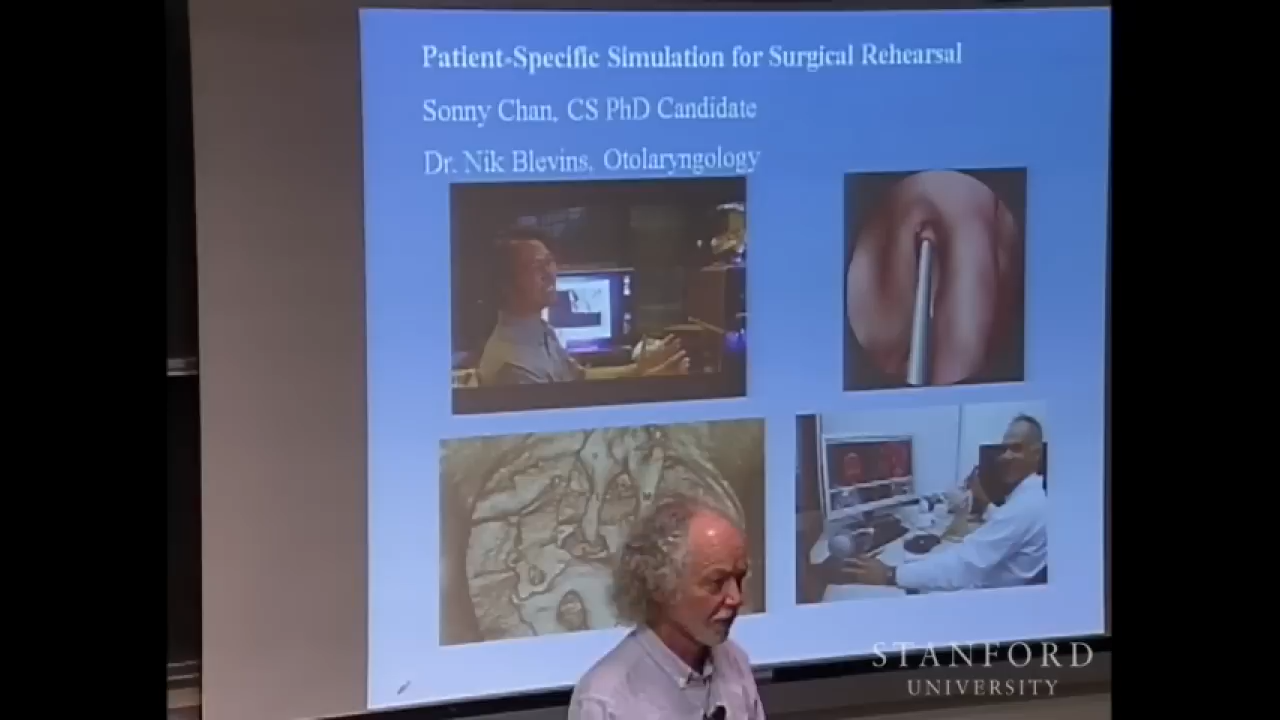 Patient-Specific Simulation for Surgical Rehearsal
Sonny Chan, CS PhD Candidate
Dr. Nik Blevins, Otolaryngology
STANFORD
UNIVERSITY